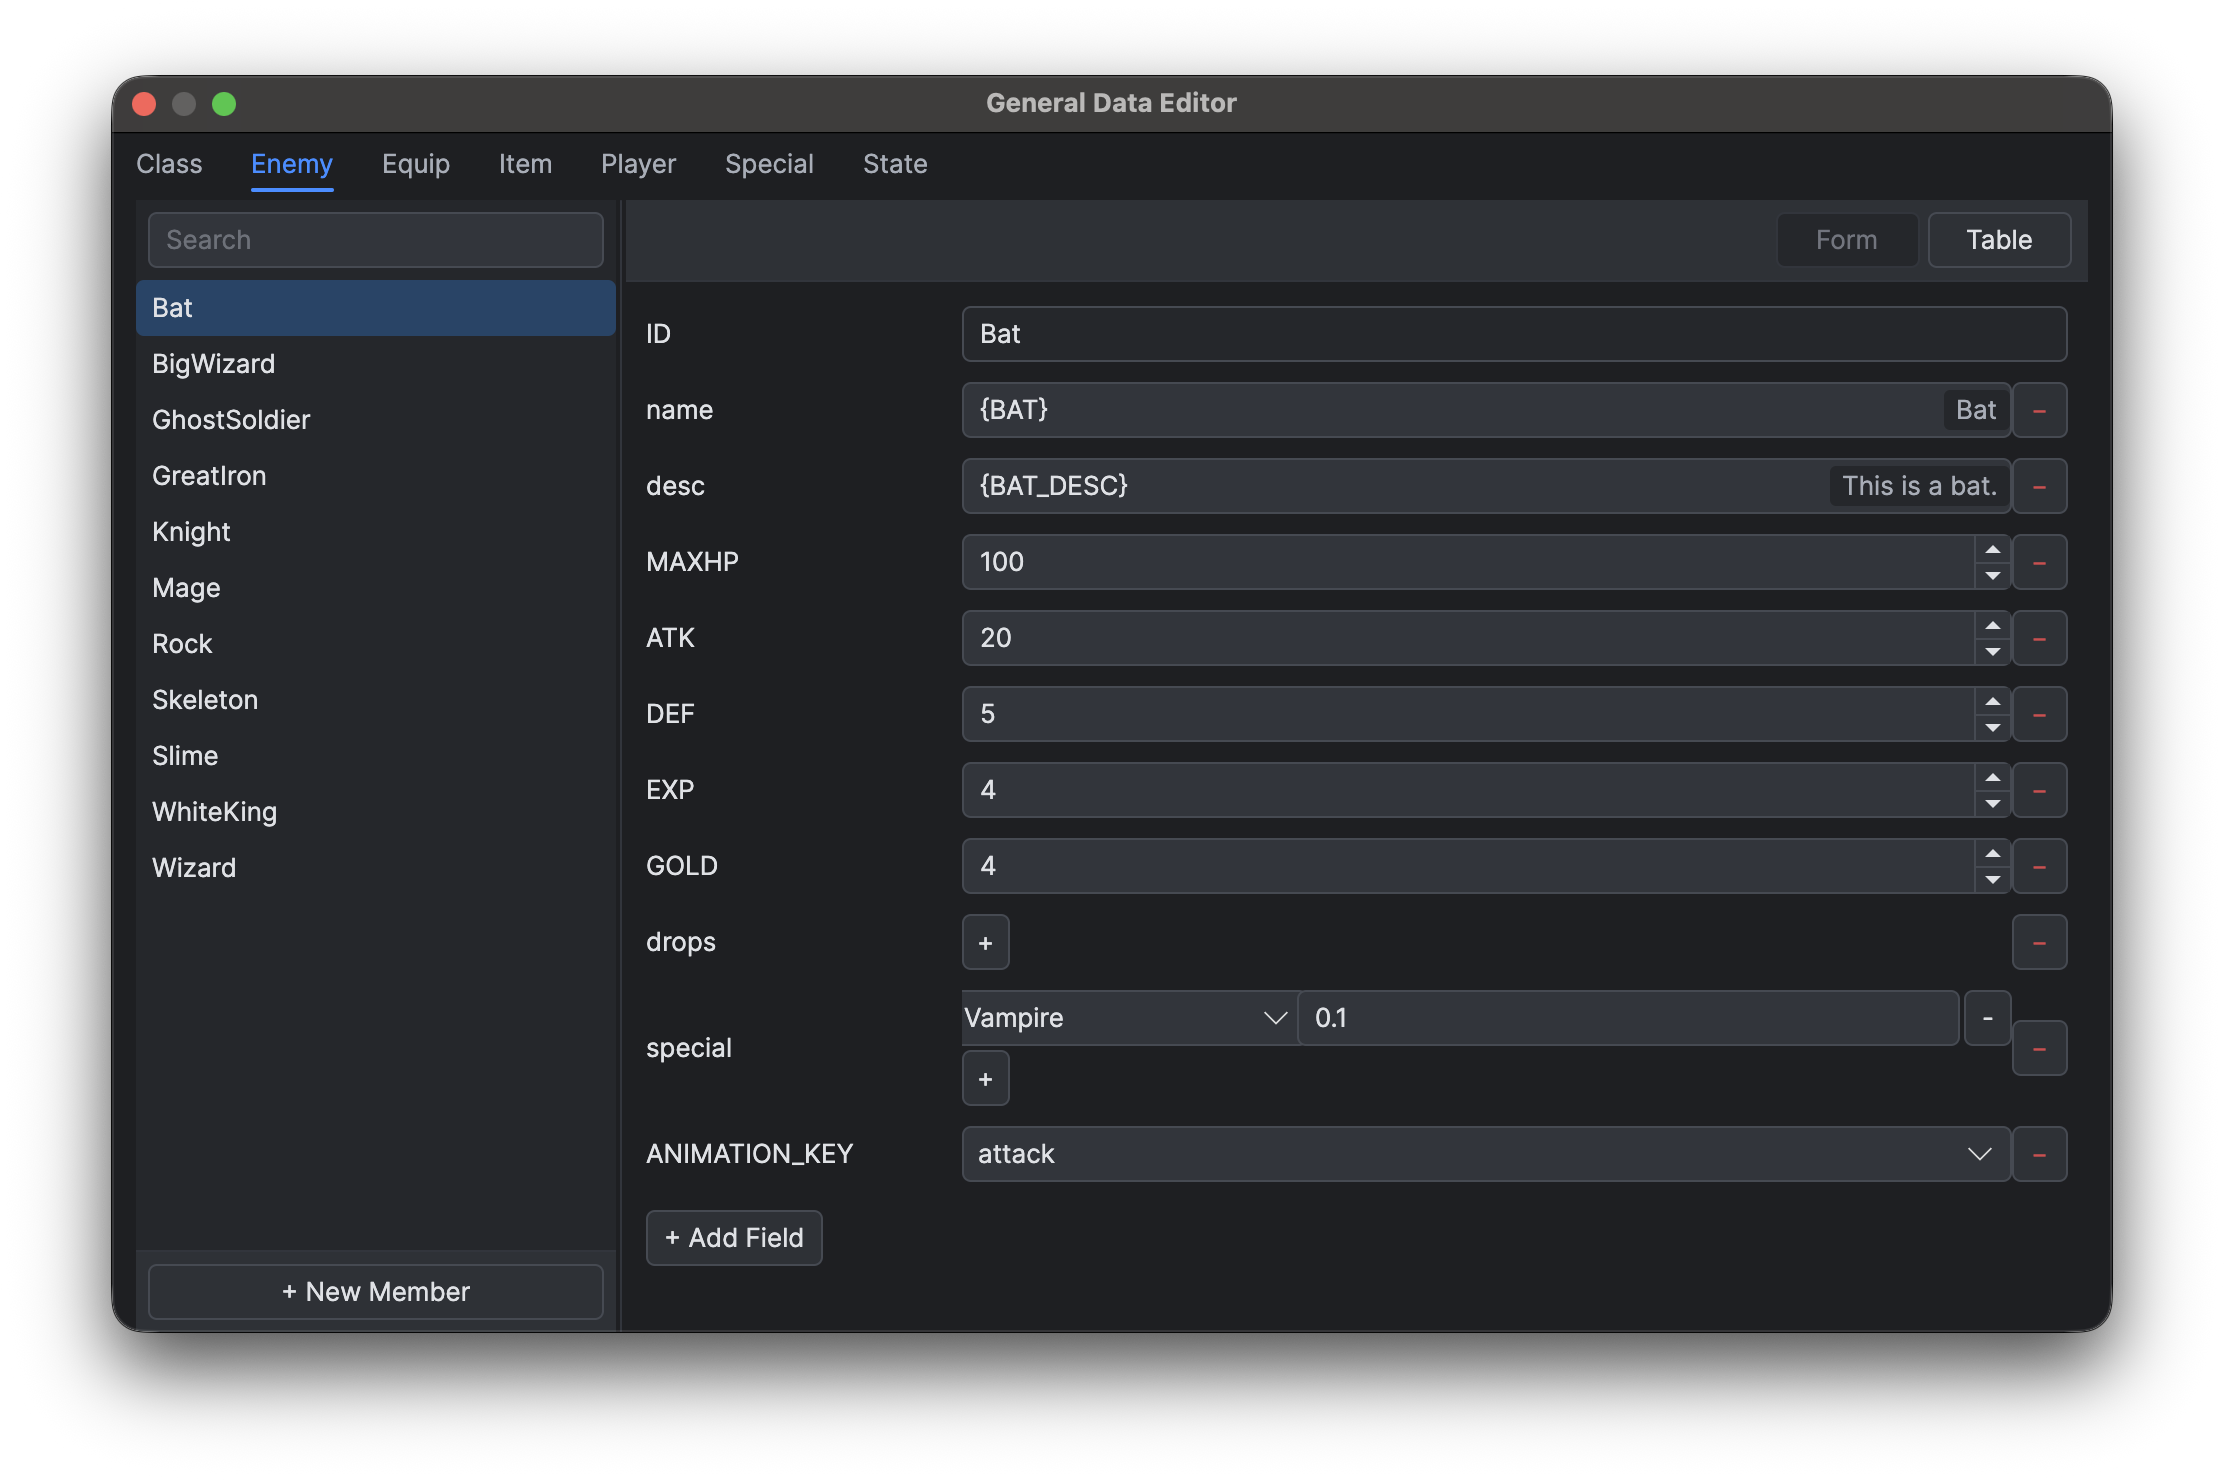 General Data Editor
Class Enemy Equip Item Player Special State
Search
Form Table
Bat
BigWizard
GhostSoldier
GreatIron
Knight
Mage
Rock
Skeleton
Slime
WhiteKing
Wizard
+ New Member
ID Bat
name {BAT} Bat -
desc {BAT_DESC} This is a bat. -
MAXHP 100 -
ATK 20 -
DEF 5 -
EXP 4 -
GOLD 4 -
drops + -
special Vampire 0.1 - -
+
ANIMATION_KEY attack -
+ Add Field